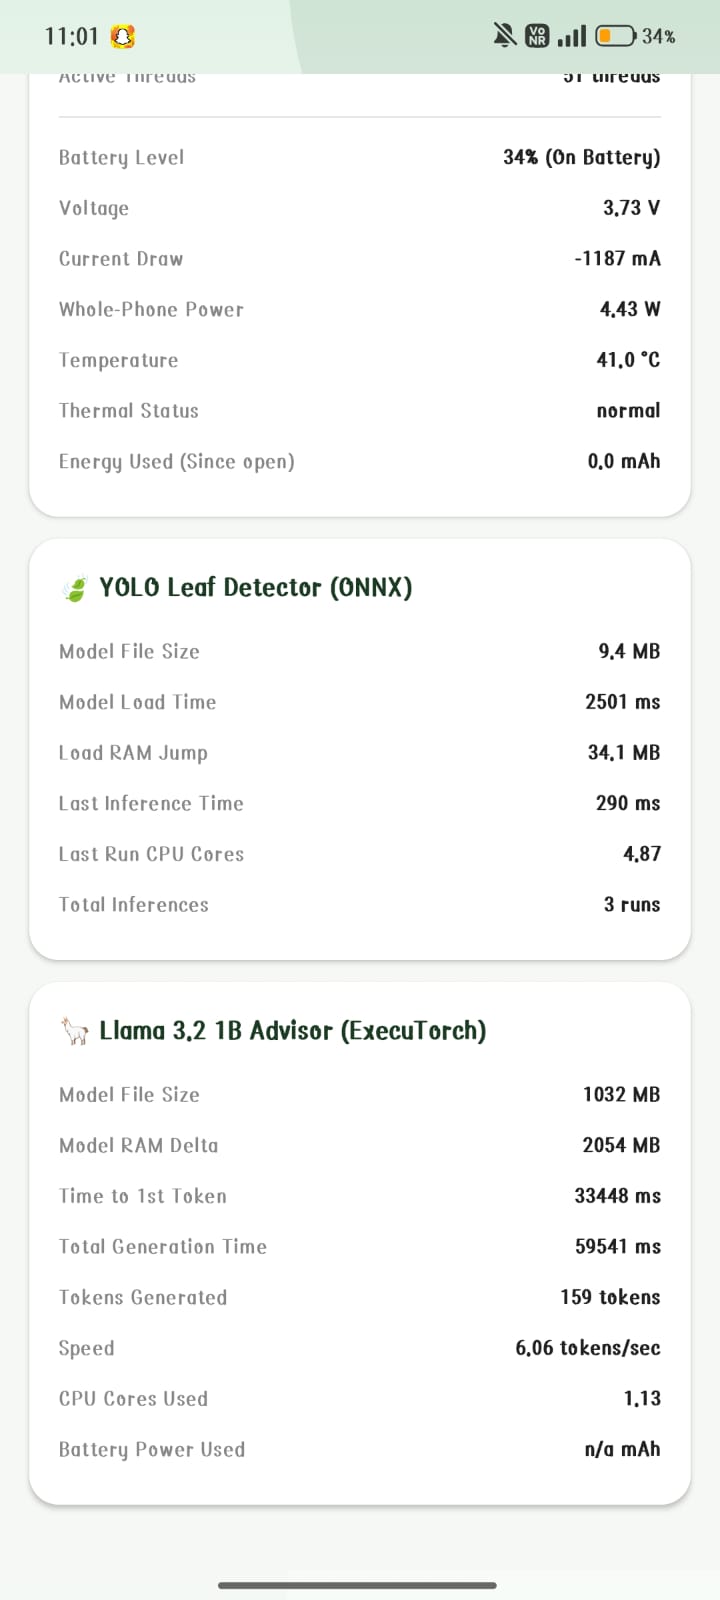 11:01 VO NR 34%
Active Threads 51 threads
Battery Level 34% (On Battery)
Voltage 3.73 V
Current Draw -1187 mA
Whole-Phone Power 4.43 W
Temperature 41.0 °C
Thermal Status normal
Energy Used (Since open) 0.0 mAh
YOLO Leaf Detector (ONNX)
Model File Size 9.4 MB
Model Load Time 2501 ms
Load RAM Jump 34.1 MB
Last Inference Time 290 ms
Last Run CPU Cores 4.87
Total Inferences 3 runs
Llama 3.2 1B Advisor (ExecuTorch)
Model File Size 1032 MB
Model RAM Delta 2054 MB
Time to 1st Token 33448 ms
Total Generation Time 59541 ms
Tokens Generated 159 tokens
Speed 6.06 tokens/sec
CPU Cores Used 1.13
Battery Power Used n/a mAh